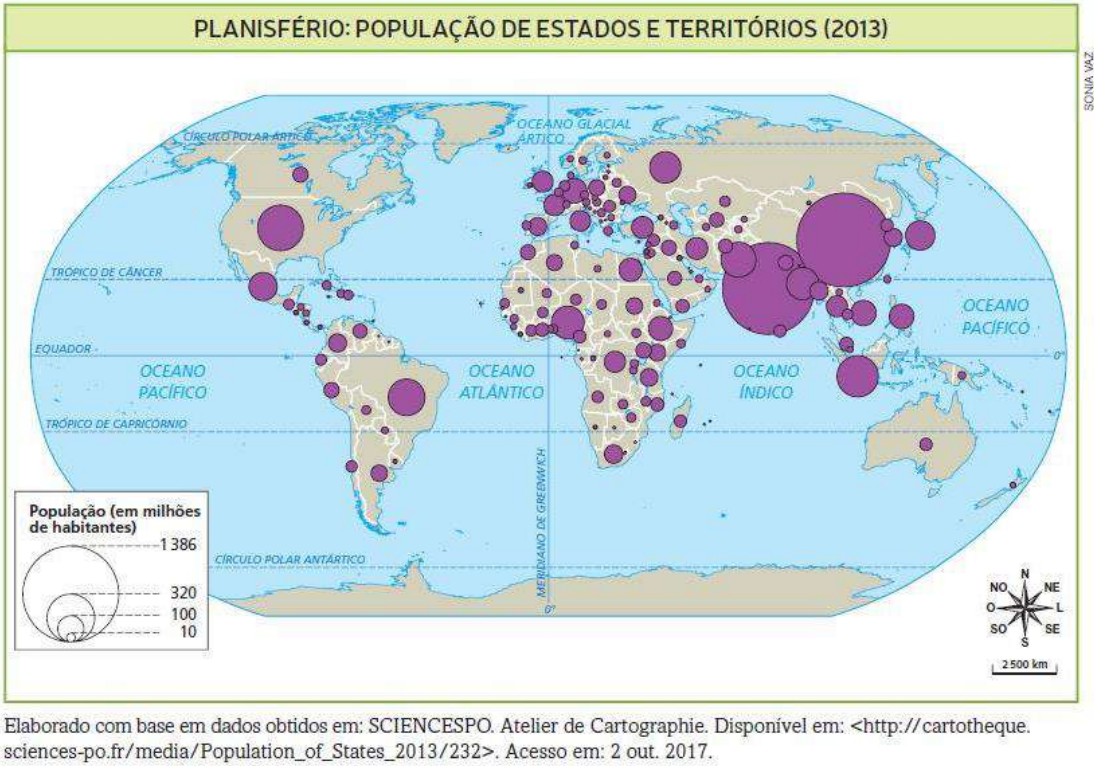 PLANISFÉRIO: POPULAÇÃO DE ESTADOS E TERRITÓRIOS (2013)
SONIA VAZ
OCEANO GLACIAL
ÁRTICO
CÍRCULO POLAR ÁRTICO
TRÓPICO DE CÂNCER
OCEANO
PACÍFICO
EQUADOR
0°
OCEANO
PACÍFICO
OCEANO
ATLÂNTICO
OCEANO
ÍNDICO
TRÓPICO DE CAPRICÓRNIO
MERIDIANO DE GREENWICH
CÍRCULO POLAR ANTÁRTICO
0°
População (em milhões
de habitantes)
1 386
320
100
10
N
NO NE
O L
SO SE
S
2 500 km
Elaborado com base em dados obtidos em: SCIENCESPO. Atelier de Cartographie. Disponível em: <http://cartotheque.
sciences-po.fr/media/Population_of_States_2013/232>. Acesso em: 2 out. 2017.